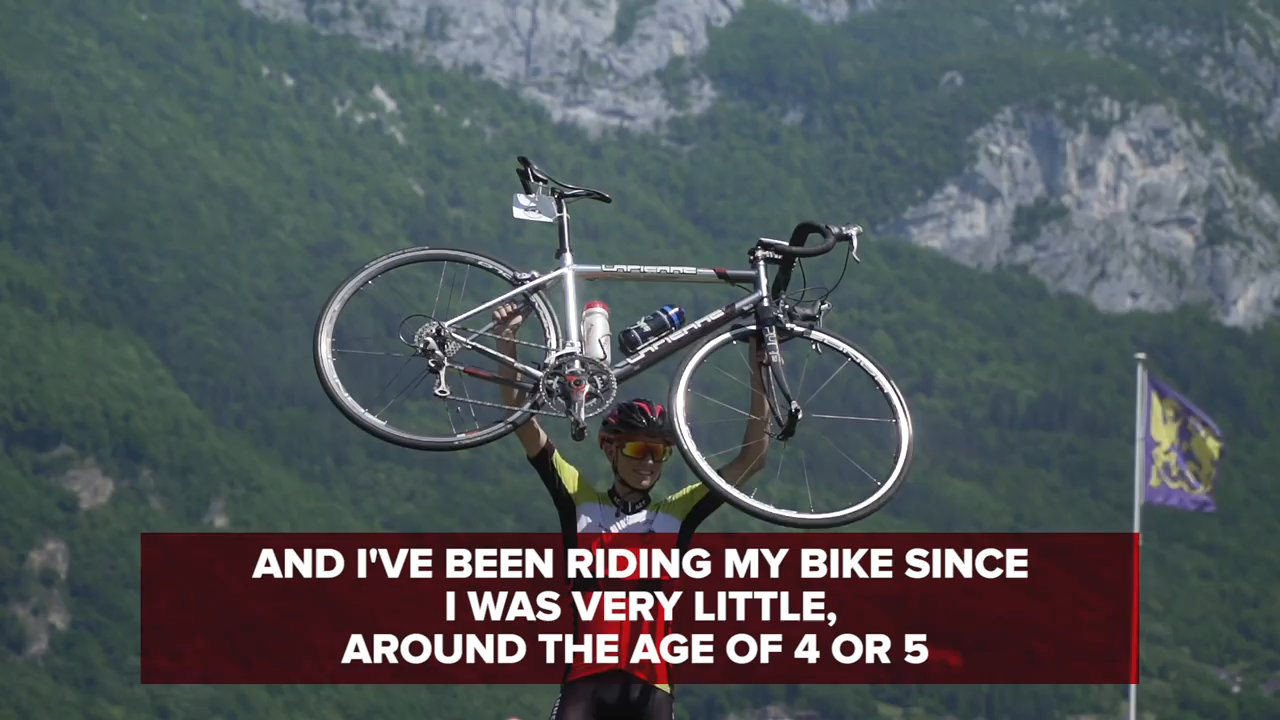 LAPIERRE
LAPIERRE
AND I'VE BEEN RIDING MY BIKE SINCE
I WAS VERY LITTLE,
AROUND THE AGE OF 4 OR 5